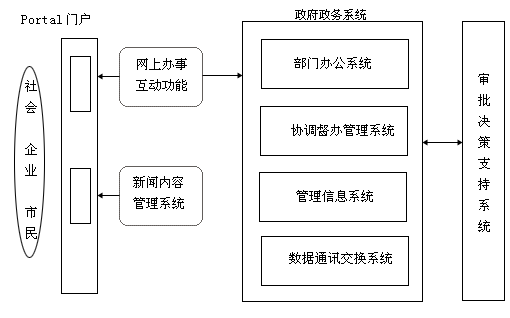 Portal门户
社会 企业 市民
网上办事
互动功能
新闻内容
管理系统
政府政务系统
部门办公系统
协调督办管理系统
管理信息系统
数据通讯交换系统
审批决策支持系统